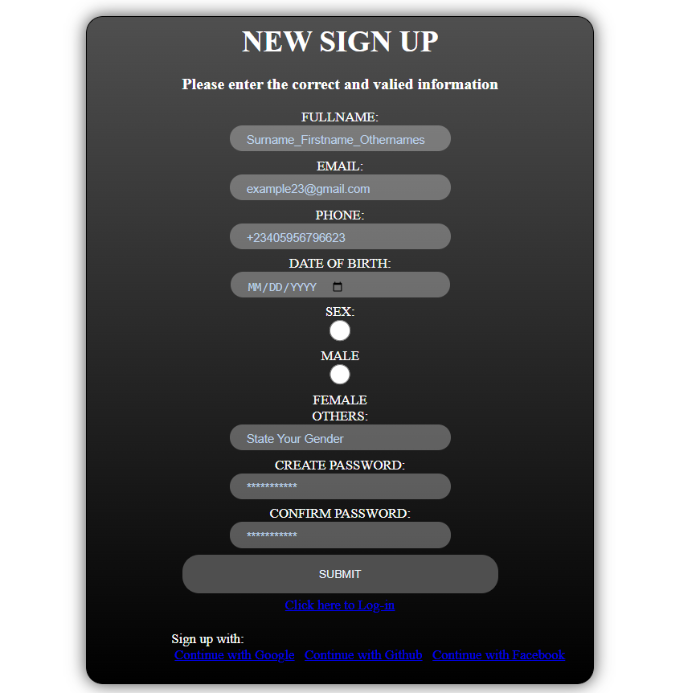 NEW SIGN UP
Please enter the correct and valied information
FULLNAME:
Surname_Firstname_Othernames
EMAIL:
example23@gmail.com
PHONE:
+23405956796623
DATE OF BIRTH:
MM/DD/YYYY
SEX:
MALE
FEMALE
OTHERS:
State Your Gender
CREATE PASSWORD:
***********
CONFIRM PASSWORD:
***********
SUBMIT
Click here to Log-in
Sign up with:
Continue with Google Continue with Github Continue with Facebook